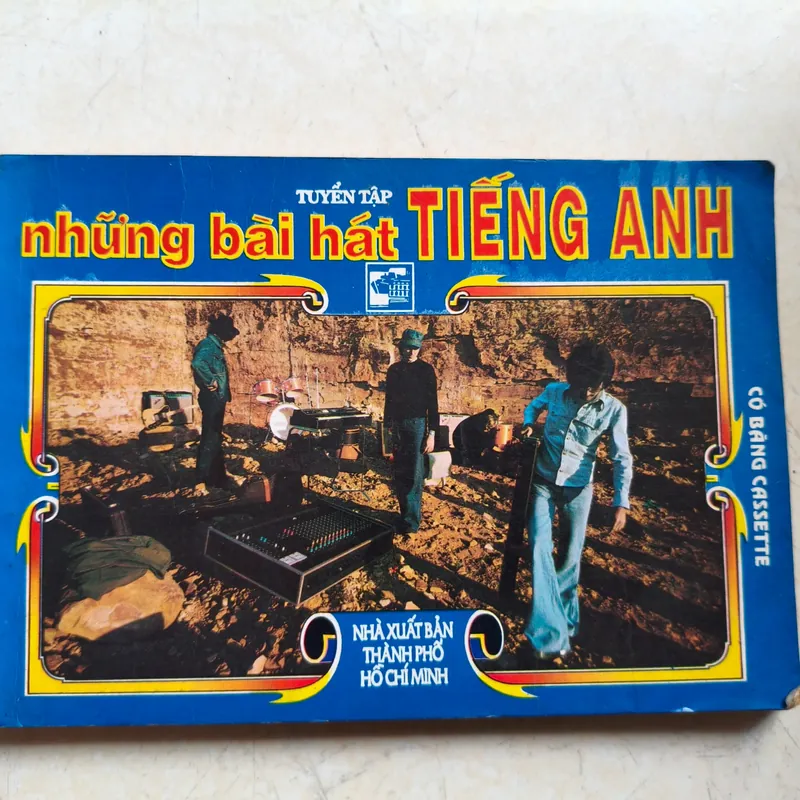 TUYỂN TẬP
những bài hát TIẾNG ANH
CÓ BĂNG CASSETTE
NHÀ XUẤT BẢN
THÀNH PHỐ
HỒ CHÍ MINH